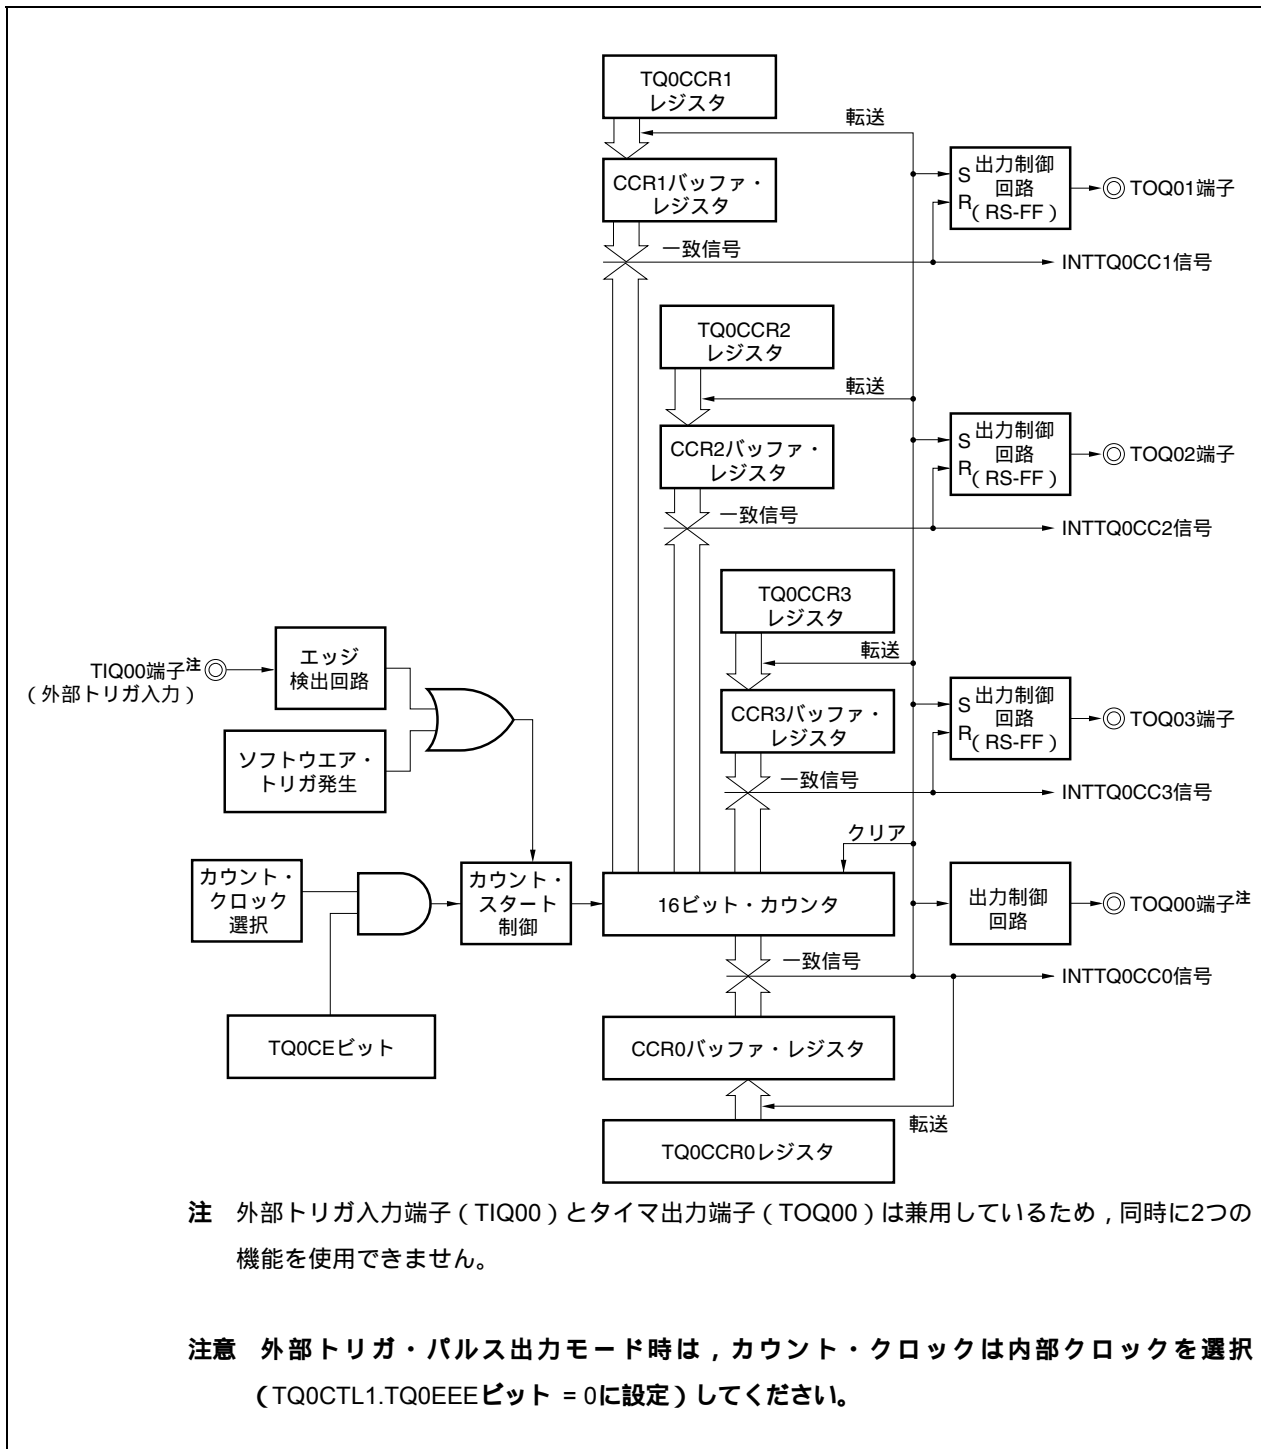 TQ0CCR1
レジスタ
転送
CCR1バッファ・
レジスタ
S 出力制御
回路
R
( RS-FF )
TOQ01端子
一致信号
INTTQ0CC1信号
TQ0CCR2
レジスタ
転送
CCR2バッファ・
レジスタ
S 出力制御
回路
R
( RS-FF )
TOQ02端子
一致信号
INTTQ0CC2信号
TQ0CCR3
レジスタ
転送
CCR3バッファ・
レジスタ
S 出力制御
回路
R
( RS-FF )
TOQ03端子
一致信号
INTTQ0CC3信号
TIQ00端子注
( 外部トリガ入力 )
エッジ
検出回路
ソフトウエア・
トリガ発生
クリア
カウント・
クロック
選択
カウント・
スタート
制御
16ビット・カウンタ
出力制御
回路
TOQ00端子注
一致信号
INTTQ0CC0信号
TQ0CEビット
CCR0バッファ・レジスタ
転送
TQ0CCR0レジスタ
注 外部トリガ入力端子 ( TIQ00 ) とタイマ出力端子 ( TOQ00 ) は兼用しているため , 同時に2つの
機能を使用できません。
注意 外部トリガ・パルス出力モード時は , カウント・クロックは内部クロックを選択
( TQ0CTL1.TQ0EEEビット = 0に設定 ) してください。